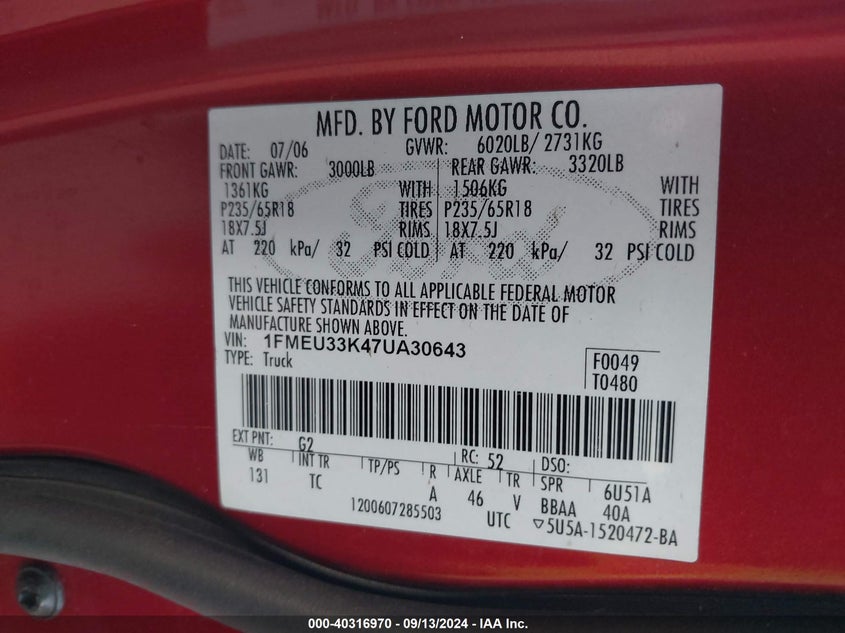 MFD. BY FORD MOTOR CO.
DATE: 07/06 GVWR: 6020LB/ 2731KG
FRONT GAWR: 3000LB REAR GAWR: 3320LB
1361KG WITH 1506KG WITH
P235/65R18 TIRES P235/65R18 TIRES
18X7.5J RIMS 18X7.5J RIMS
AT 220 kPa/ 32 PSI COLD AT 220 kPa/ 32 PSI COLD
Ford
THIS VEHICLE CONFORMS TO ALL APPLICABLE FEDERAL MOTOR
VEHICLE SAFETY STANDARDS IN EFFECT ON THE DATE OF
MANUFACTURE SHOWN ABOVE.
VIN: 1FMEU33K47UA30643
TYPE: Truck
F0049
T0480
EXT PNT: G2 RC: 52 DSO:
WB INT TR TP/PS R AXLE TR SPR 6U51A
131 TC A 46 V BBAA 40A
1200607285503 UTC ▽5U5A-1520472-BA
000-40316970 - 09/13/2024 - IAA Inc.